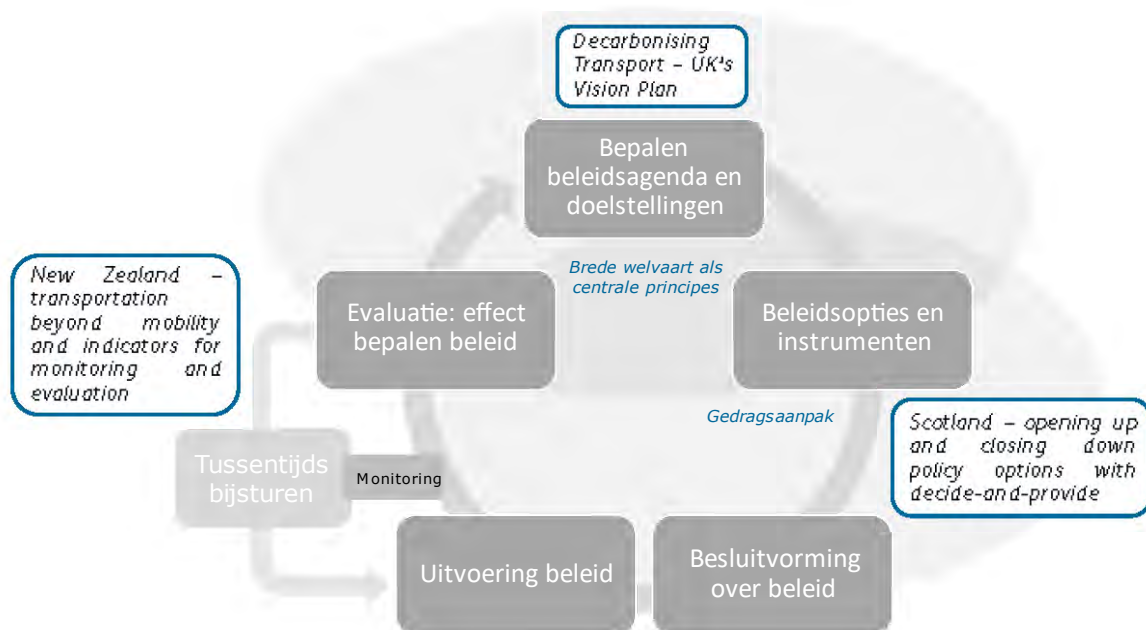 Decarbonising
Transport – UK's
Vision Plan
Bepalen
beleidsagenda en
doelstellingen
New Zealand –
transportation
beyond mobility
and indicators for
monitoring and
evaluation
Evaluatie: effect
bepalen beleid
Brede welvaart als
centrale principes
Beleidsopties en
instrumenten
Gedragsaanpak
Scotland – opening up
and closing down
policy options with
decide-and-provide
Tussentijds
bijsturen
Monitoring
Uitvoering beleid
Besluitvorming
over beleid